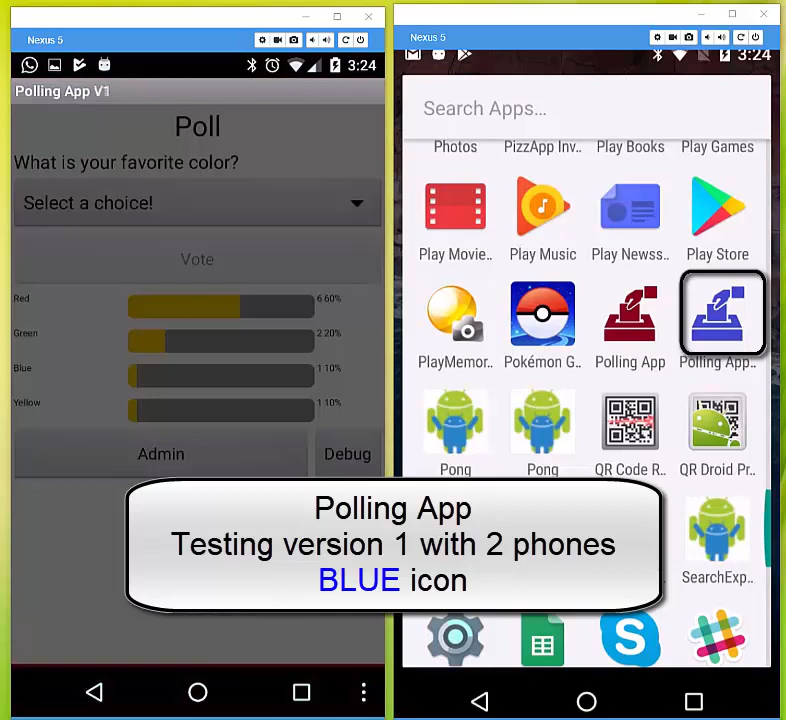 Nexus 5
3:24
Polling App V1
Poll
What is your favorite color?
Select a choice!
Vote
Red
6 60%
Green
2 20%
Blue
1 10%
Yellow
1 10%
Admin
Debug
Nexus 5
3:24
Search Apps...
Photos
PizzApp Inv..
Play Books
Play Games
Play Movie..
Play Music
Play Newss..
Play Store
PlayMemor..
Pokémon G..
Polling App
Polling App..
Pong
Pong
QR Code R..
QR Droid Pr..
SearchExp..
Polling App
Testing version 1 with 2 phones
BLUE icon